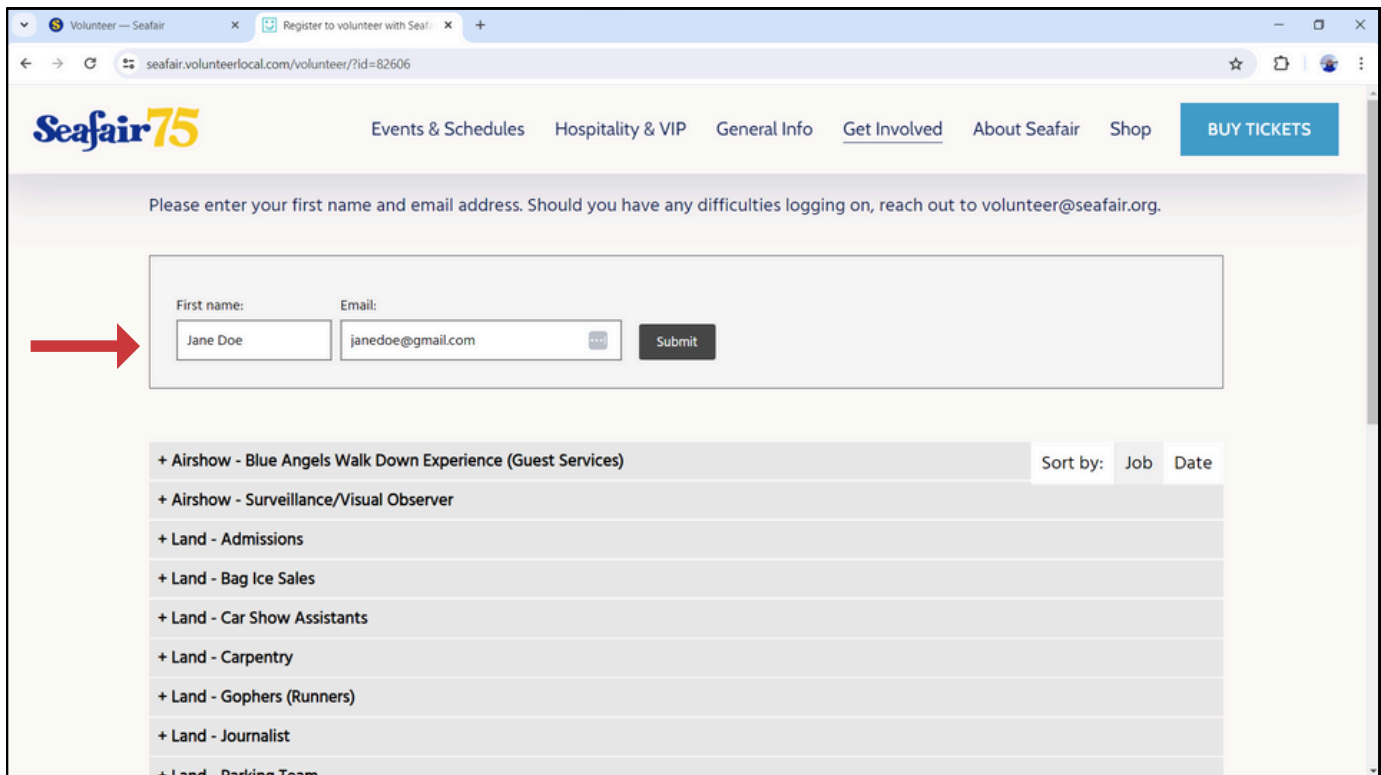 Volunteer — Seafair
Register to volunteer with Seafa
seafair.volunteerlocal.com/volunteer/?id=82606
Seafair75
Events & Schedules Hospitality & VIP General Info Get Involved About Seafair Shop BUY TICKETS
Please enter your first name and email address. Should you have any difficulties logging on, reach out to volunteer@seafair.org.
First name: Email:
Jane Doe janedoe@gmail.com Submit
+ Airshow - Blue Angels Walk Down Experience (Guest Services) Sort by: Job Date
+ Airshow - Surveillance/Visual Observer
+ Land - Admissions
+ Land - Bag Ice Sales
+ Land - Car Show Assistants
+ Land - Carpentry
+ Land - Gophers (Runners)
+ Land - Journalist
+ Land - Parking Team